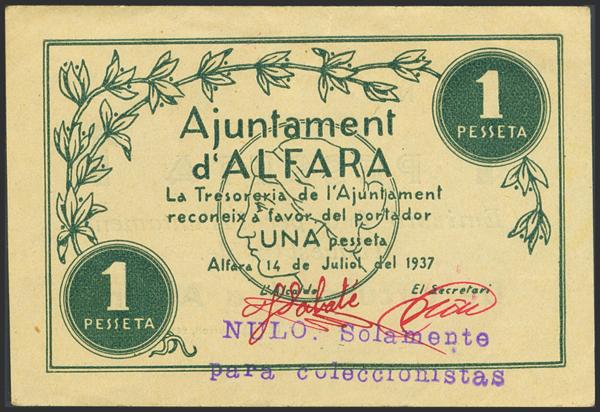 1
PESSETA
Ajuntament
d'ALFARA
La Tresoreria de l'Ajuntament
reconeix a favor del portador
UNA pesseta
Alfara 14 de Juliol del 1937
L'Alcalde El Secretari
1
PESSETA
NULO. Solamente
para coleccionistas